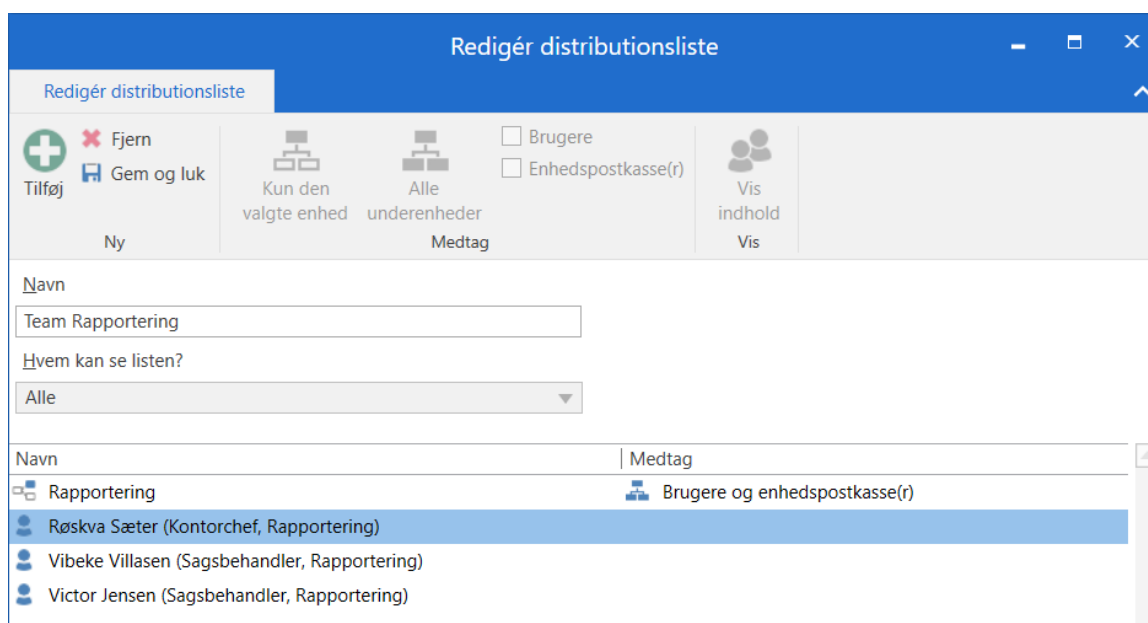 Redigér distributionsliste
Redigér distributionsliste
Tilføj
Fjern
Gem og luk
Ny
Kun den
valgte enhed
Alle
underenheder
Brugere
Enhedspostkasse(r)
Medtag
Vis
indhold
Vis
Navn
Team Rapportering
Hvem kan se listen?
Alle
Navn Medtag
Rapportering Brugere og enhedspostkasse(r)
Røskva Sæter (Kontorchef, Rapportering)
Vibeke Villasen (Sagsbehandler, Rapportering)
Victor Jensen (Sagsbehandler, Rapportering)